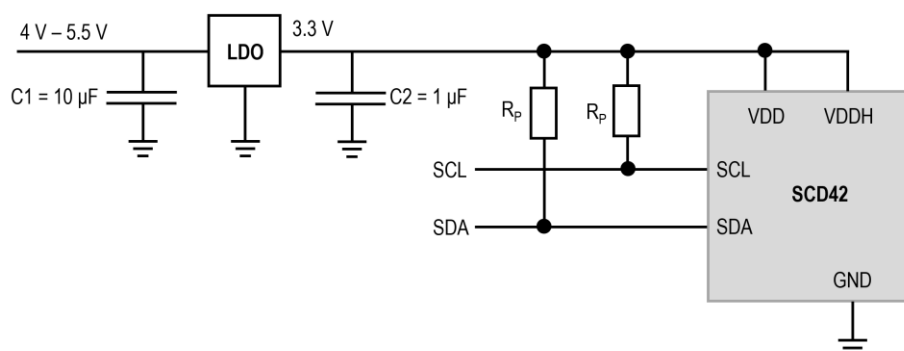 4 V – 5.5 V
LDO
3.3 V
C1 = 10 µF
C2 = 1 µF
R_P
R_P
VDD
VDDH
SCL
SCL
SCD42
SDA
SDA
GND